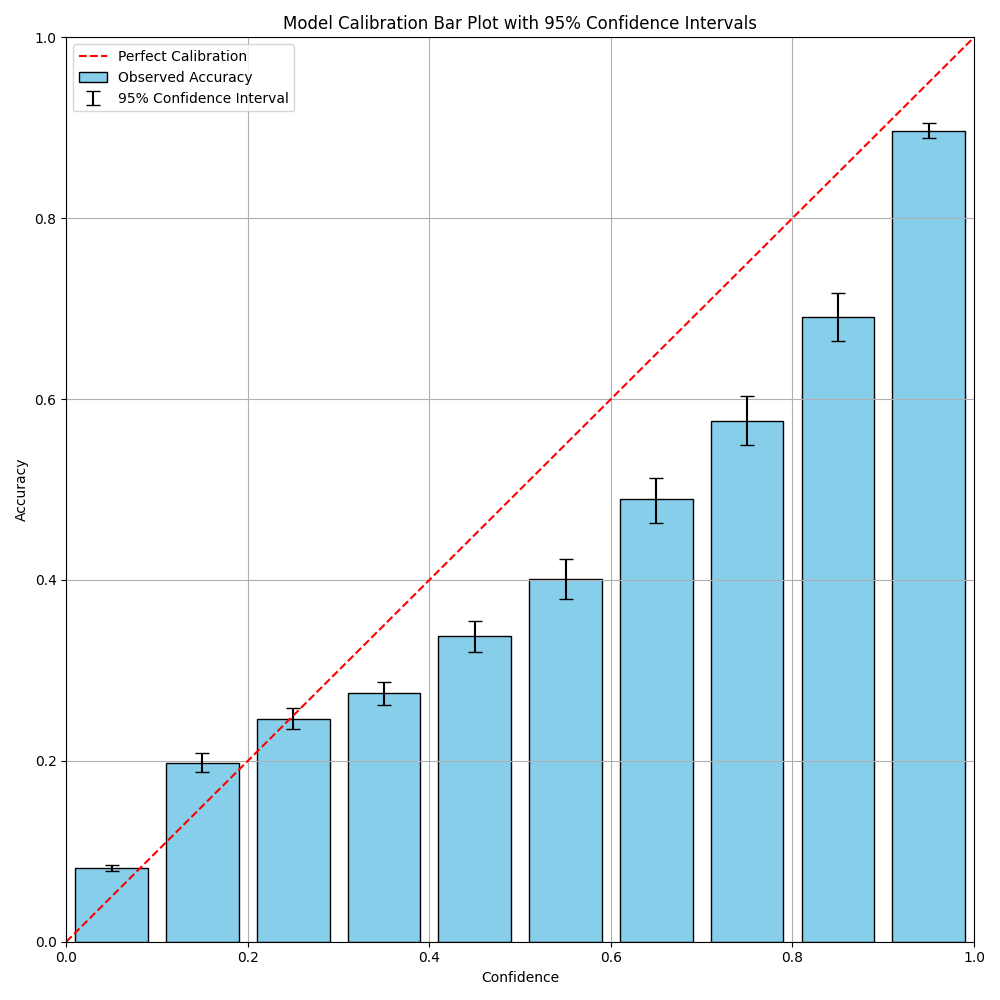 Model Calibration Bar Plot with 95% Confidence Intervals
Perfect Calibration
Observed Accuracy
95% Confidence Interval
1.0
0.8
0.6
0.4
0.2
0.0
Accuracy
0.0 0.2 0.4 0.6 0.8 1.0
Confidence